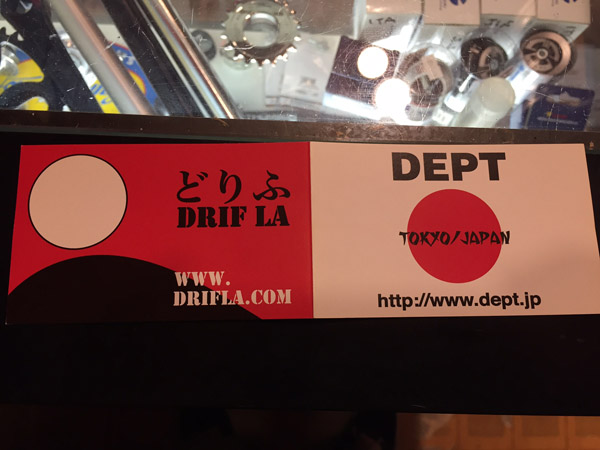 どりふ
DRIF LA
WWW.
DRIFLA.COM
DEPT
TOKYO/JAPAN
http://www.dept.jp